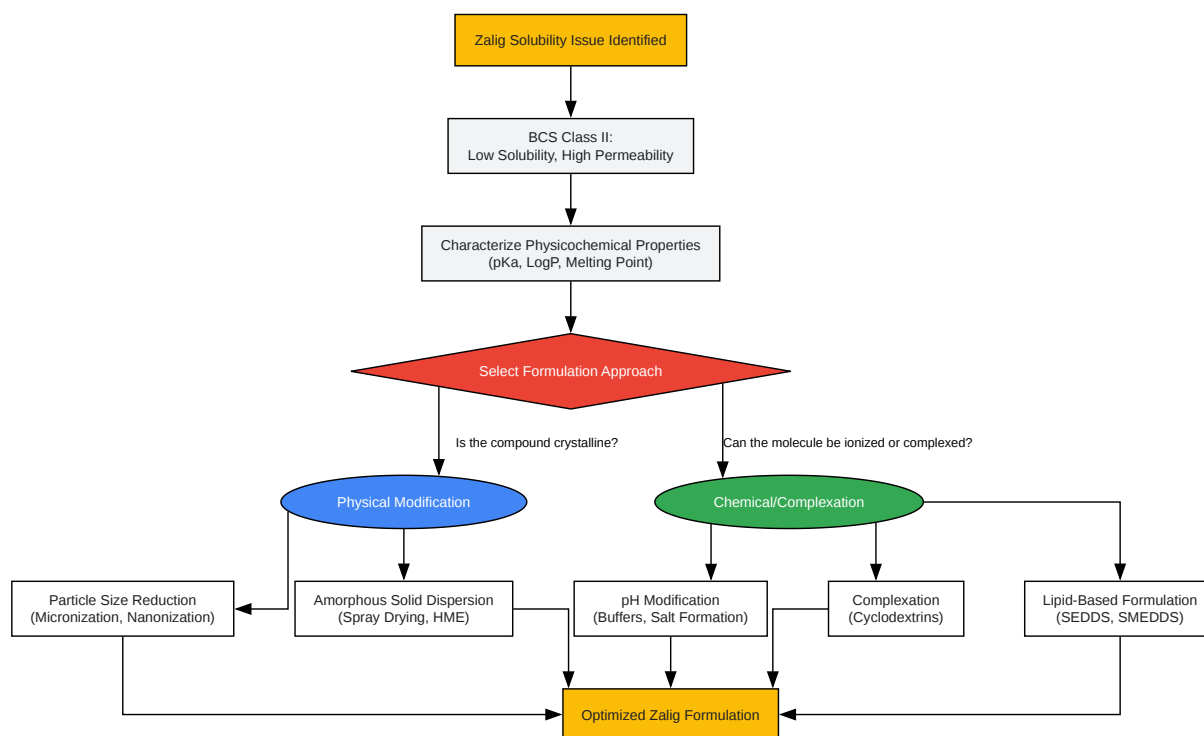 Zalig Solubility Issue Identified
BCS Class II:
Low Solubility, High Permeability
Characterize Physicochemical Properties
(pKa, LogP, Melting Point)
Select Formulation Approach
Is the compound crystalline?
Can the molecule be ionized or complexed?
Physical Modification
Chemical/Complexation
Particle Size Reduction
(Micronization, Nanonization)
Amorphous Solid Dispersion
(Spray Drying, HME)
pH Modification
(Buffers, Salt Formation)
Complexation
(Cyclodextrins)
Lipid-Based Formulation
(SEDDS, SMEDDS)
Optimized Zalig Formulation